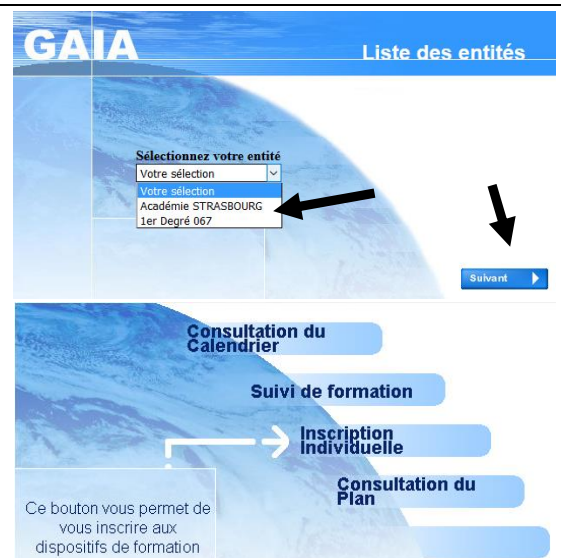 GAIA
Liste des entités
Sélectionnez votre entité
Votre sélection
Votre sélection
Académie STRASBOURG
1er Degré 067
Suivant
Consultation du
Calendrier
Suivi de formation
Inscription
Individuelle
Consultation du
Plan
Ce bouton vous permet de
vous inscrire aux
dispositifs de formation